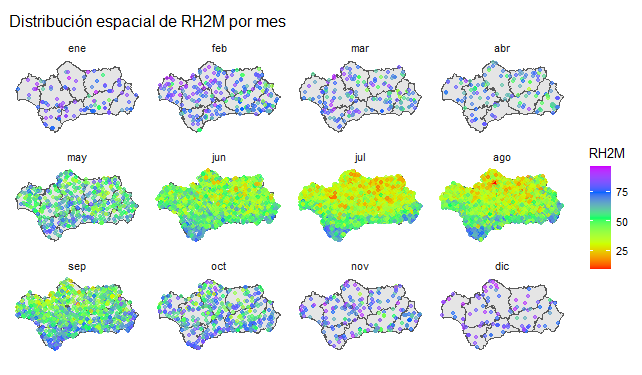 Distribución espacial de RH2M por mes
ene
feb
mar
abr
may
jun
jul
ago
sep
oct
nov
dic
RH2M
75
50
25